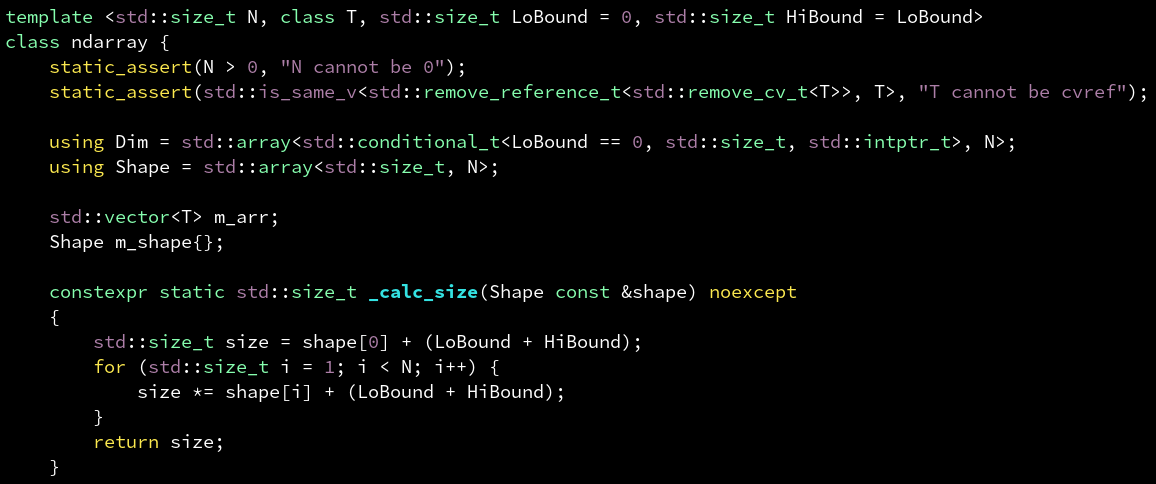 template <std::size_t N, class T, std::size_t LoBound = 0, std::size_t HiBound = LoBound>
class ndarray {
    static_assert(N > 0, "N cannot be 0");
    static_assert(std::is_same_v<std::remove_reference_t<std::remove_cv_t<T>>, T>, "T cannot be cvref");

    using Dim = std::array<std::conditional_t<LoBound == 0, std::size_t, std::intptr_t>, N>;
    using Shape = std::array<std::size_t, N>;

    std::vector<T> m_arr;
    Shape m_shape{};

    constexpr static std::size_t _calc_size(Shape const &shape) noexcept
    {
        std::size_t size = shape[0] + (LoBound + HiBound);
        for (std::size_t i = 1; i < N; i++) {
            size *= shape[i] + (LoBound + HiBound);
        }
        return size;
    }